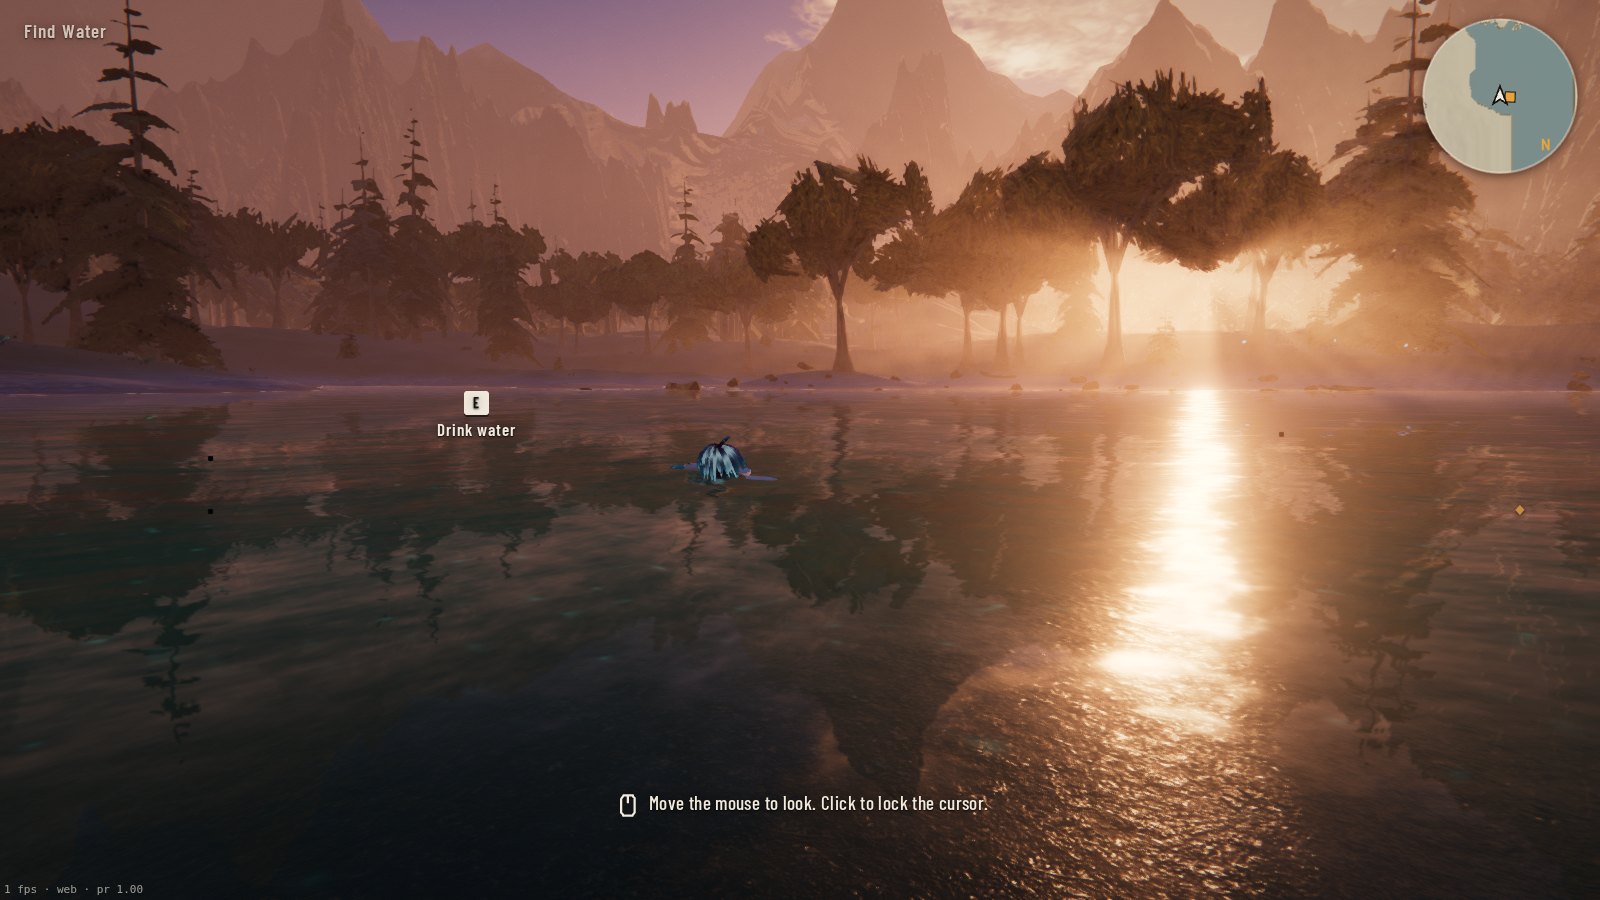 Find Water
N
E
Drink water
Move the mouse to look. Click to lock the cursor.
1 fps · web · pr 1.00